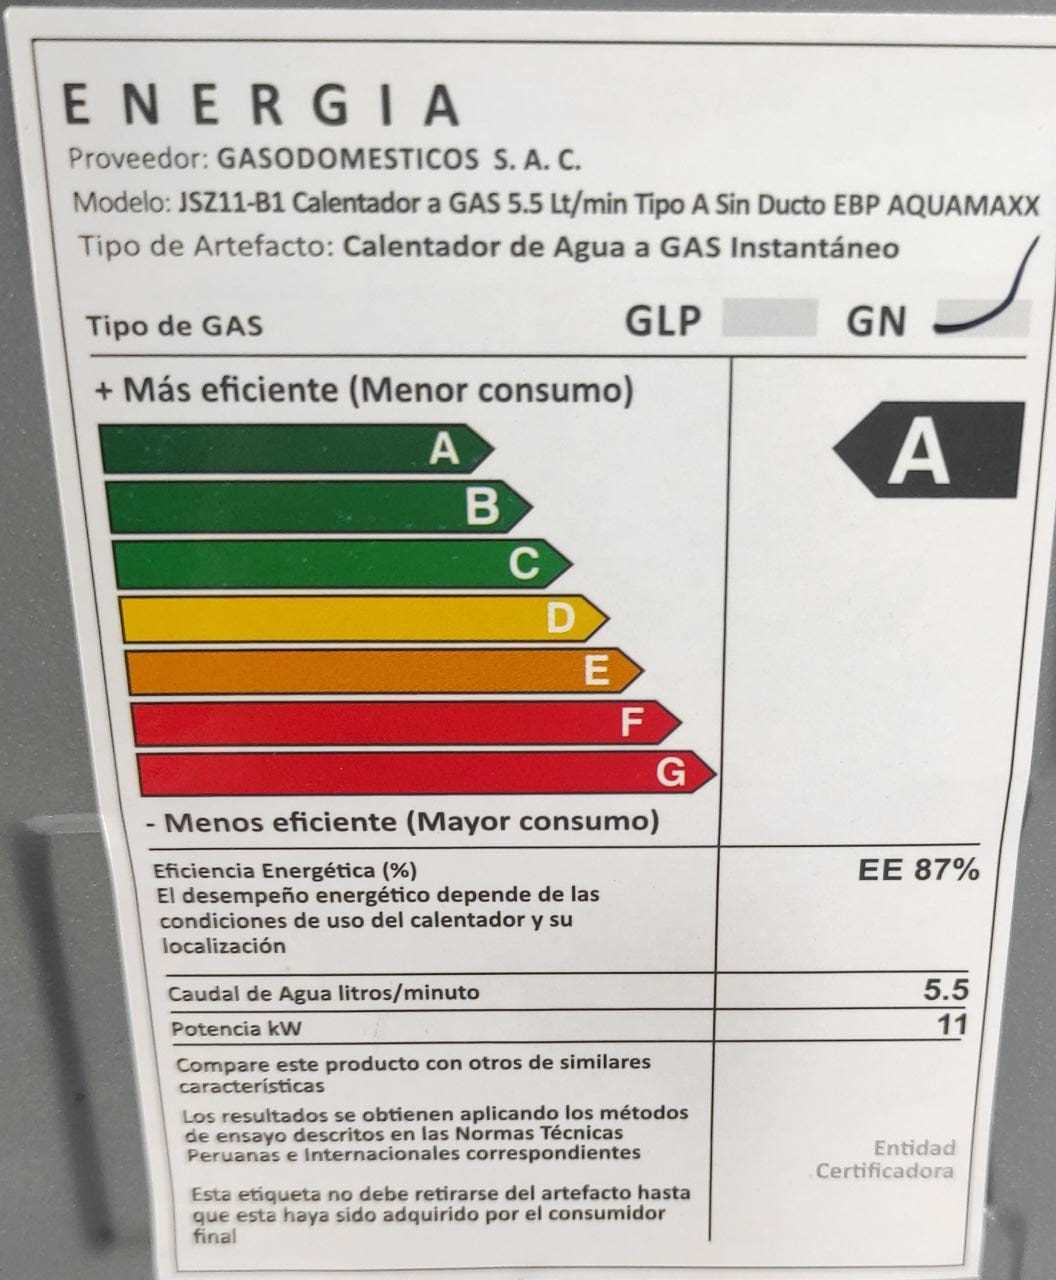 ENERGIA
Proveedor: GASODOMESTICOS S. A. C.
Modelo: JSZ11-B1 Calentador a GAS 5.5 Lt/min Tipo A Sin Ducto EBP AQUAMAXX
Tipo de Artefacto: Calentador de Agua a GAS Instantáneo
Tipo de GAS GLP GN
+ Más eficiente (Menor consumo)
A A
B
C
D
E
F
G
- Menos eficiente (Mayor consumo)
Eficiencia Energética (%) EE 87%
El desempeño energético depende de las
condiciones de uso del calentador y su
localización
Caudal de Agua litros/minuto 5.5
Potencia kW 11
Compare este producto con otros de similares
características
Los resultados se obtienen aplicando los métodos
de ensayo descritos en las Normas Técnicas
Peruanas e Internacionales correspondientes
Entidad
Certificadora
Esta etiqueta no debe retirarse del artefacto hasta
que esta haya sido adquirido por el consumidor
final